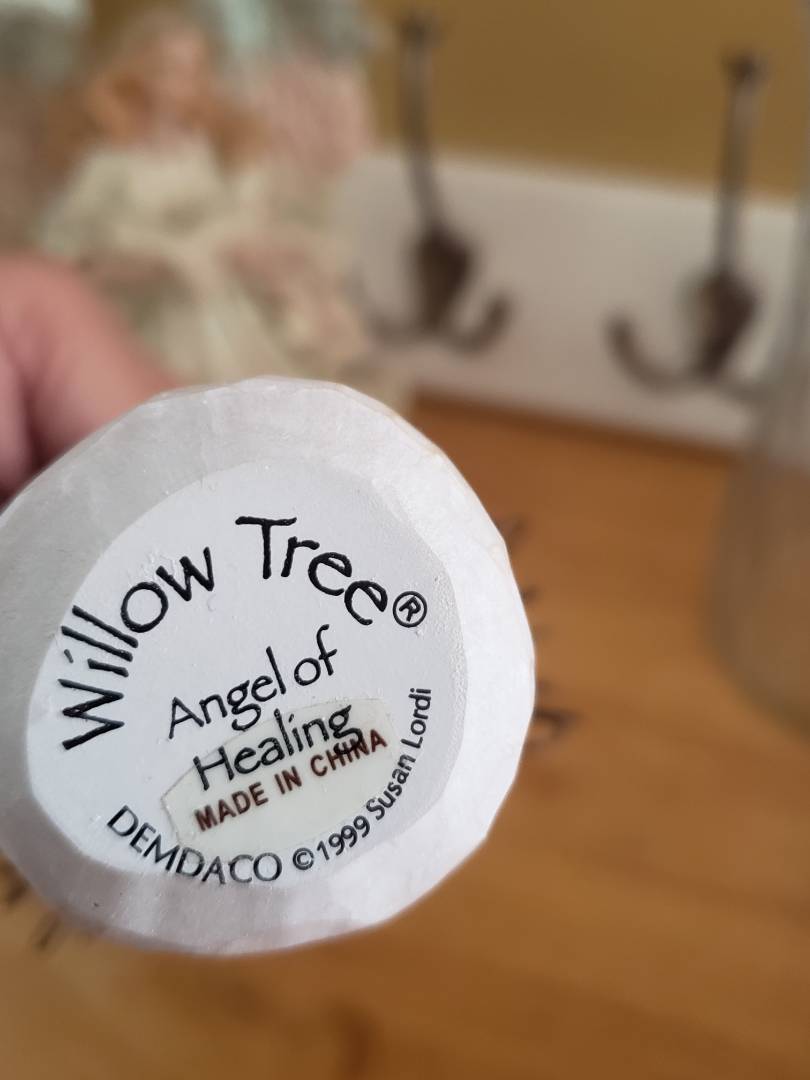 Willow Tree®
Angel of
Healing
MADE IN CHINA
DEMDACO ©1999 Susan Lordi